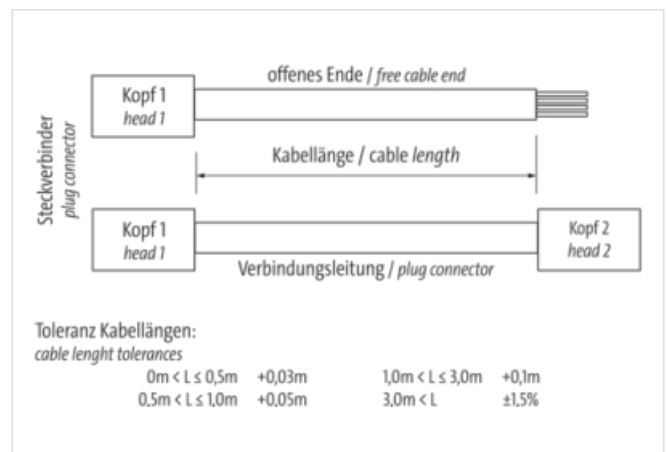 offenes Ende / free cable end
Kopf 1
head 1
Steckverbinder
plug connector
Kabellänge / cable length
Kopf 1
head 1
Kopf 2
head 2
Verbindungsleitung / plug connector
Toleranz Kabellängen:
cable lenght tolerances
0m < L ≤ 0,5m +0,03m 1,0m < L ≤ 3,0m +0,1m
0,5m < L ≤ 1,0m +0,05m 3,0m < L ±1,5%